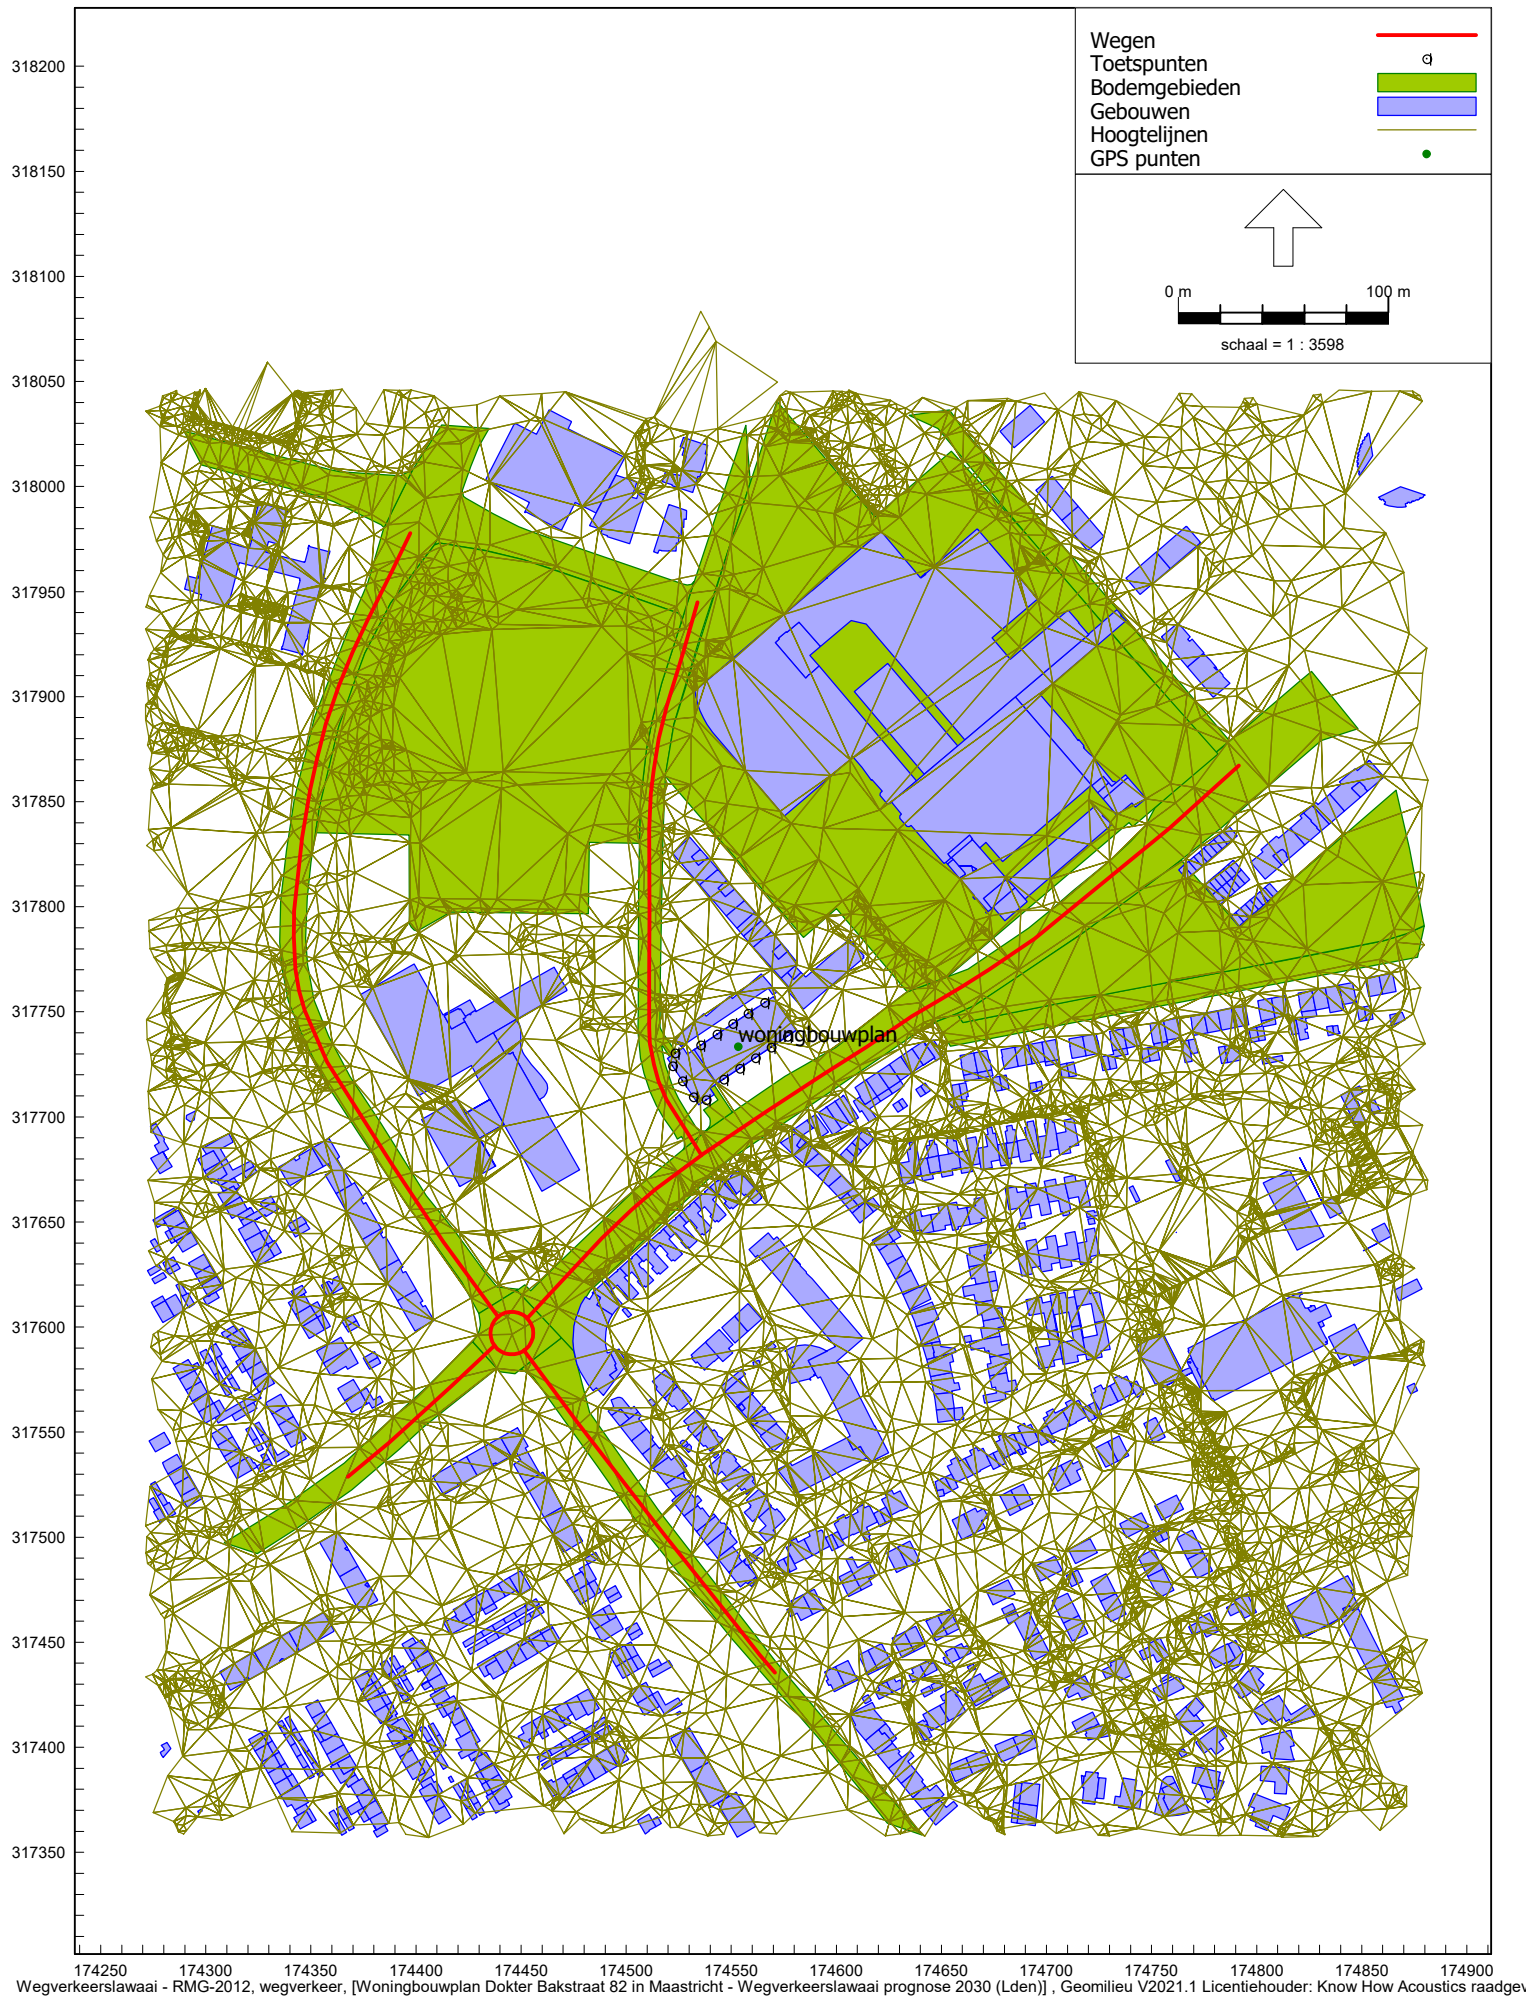 Wegen
Toetspunten
Bodemgebieden
Gebouwen
Hoogtelijnen
GPS punten
0 m 100 m
schaal = 1 : 3598
318200
318150
318100
318050
318000
317950
317900
317850
317800
317750
317700
317650
317600
317550
317500
317450
317400
317350
woningbouwplan
174250 174300 174350 174400 174450 174500 174550 174600 174650 174700 174750 174800 174850 174900
Wegverkeerslawaai - RMG-2012, wegverkeer, [Woningbouwplan Dokter Bakstraat 82 in Maastricht - Wegverkeerslawaai prognose 2030 (Lden)] , Geomilieu V2021.1 Licentiehouder: Know How Acoustics raadgev